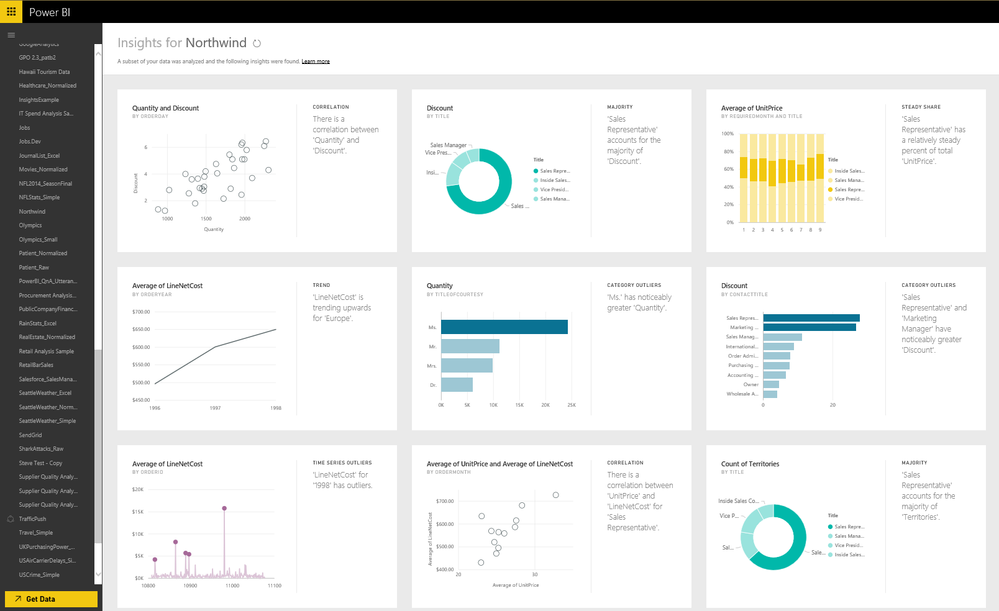 Power BI
GoogleAnalytics
GPO 2.3_patb2
Hawaii Tourism Data
Healthcare_Normalized
InsightsExample
IT Spend Analysis Sa...
Jobs
Jobs.Dev
JournalList_Excel
Movies_Normalized
NFL2014_SeasonFinal
NFLStats_Simple
Northwind
Olympics
Olympics_Small
Patient_Normalized
Patient_Raw
PowerBI_QnA_Utteran...
Procurement Analysis...
PublicCompanyFinanc...
RainStats_Excel
RealEstate_Normalized
Retail Analysis Sample
RetailBarSales
Salesforce_SalesMana...
SeattleWeather_Excel
SeattleWeather_Norm...
SeattleWeather_Simple
SendGrid
SharkAttacks_Raw
Steve Test - Copy
Supplier Quality Analy...
Supplier Quality Analy...
Supplier Quality Analy...
TrafficPush
Travel_Simple
UKPurchasingPower_...
USAirCarrierDelays_Si...
USCrime_Simple
Get Data
Insights for Northwind
A subset of your data was analyzed and the following insights were found. Learn more
Quantity and Discount
BY ORDERDAY
Discount
6
4
2
1000 1500 2000
Quantity
CORRELATION
There is a
correlation between
'Quantity' and
'Discount'.
Discount
BY TITLE
Sales Manager
Vice Pres...
Insi...
Sales ...
Title
Sales Repre...
Inside Sales...
Vice Presid...
Sales Mana...
MAJORITY
'Sales
Representative'
accounts for the
majority of
'Discount'.
Average of UnitPrice
BY REQUIREDMONTH AND TITLE
100%
80%
60%
40%
20%
0%
1 2 3 4 5 6 7 8 9
Title
Inside Sales...
Sales Mana...
Sales Repre...
Vice Presid...
STEADY SHARE
'Sales
Representative' has
a relatively steady
percent of total
'UnitPrice'.
Average of LineNetCost
BY ORDERYEAR
$700.00
$650.00
$600.00
$550.00
$500.00
$450.00
1996 1997 1998
TREND
'LineNetCost' is
trending upwards
for 'Europe'.
Quantity
BY TITLEOFCOURTESY
Ms.
Mr.
Mrs.
Dr.
0K 5K 10K 15K 20K 25K
CATEGORY OUTLIERS
'Ms.' has noticeably
greater 'Quantity'.
Discount
BY CONTACTTITLE
Sales Repres...
Marketing ...
Sales Manag...
International...
Order Admi...
Purchasing ...
Accounting ...
Owner
Wholesale A...
0 20
CATEGORY OUTLIERS
'Sales
Representative' and
'Marketing
Manager' have
noticeably greater
'Discount'.
Average of LineNetCost
BY ORDERID
$20K
$15K
$10K
$5K
$0K
10800 10900 11000 11100
TIME SERIES OUTLIERS
'LineNetCost' for
'1998' has outliers.
Average of UnitPrice and Average of LineNetCost
BY ORDERMONTH
Average of LineNetCost
$700.00
$600.00
$500.00
$400.00
20 30
Average of UnitPrice
CORRELATION
There is a
correlation between
'UnitPrice' and
'LineNetCost' for
'Sales
Representative'.
Count of Territories
BY TITLE
Inside Sales Co...
Vice P...
Sal...
Sale...
Title
Sales Repre...
Sales Mana...
Vice Presid...
Inside Sales...
MAJORITY
'Sales
Representative'
accounts for the
majority of
'Territories'.